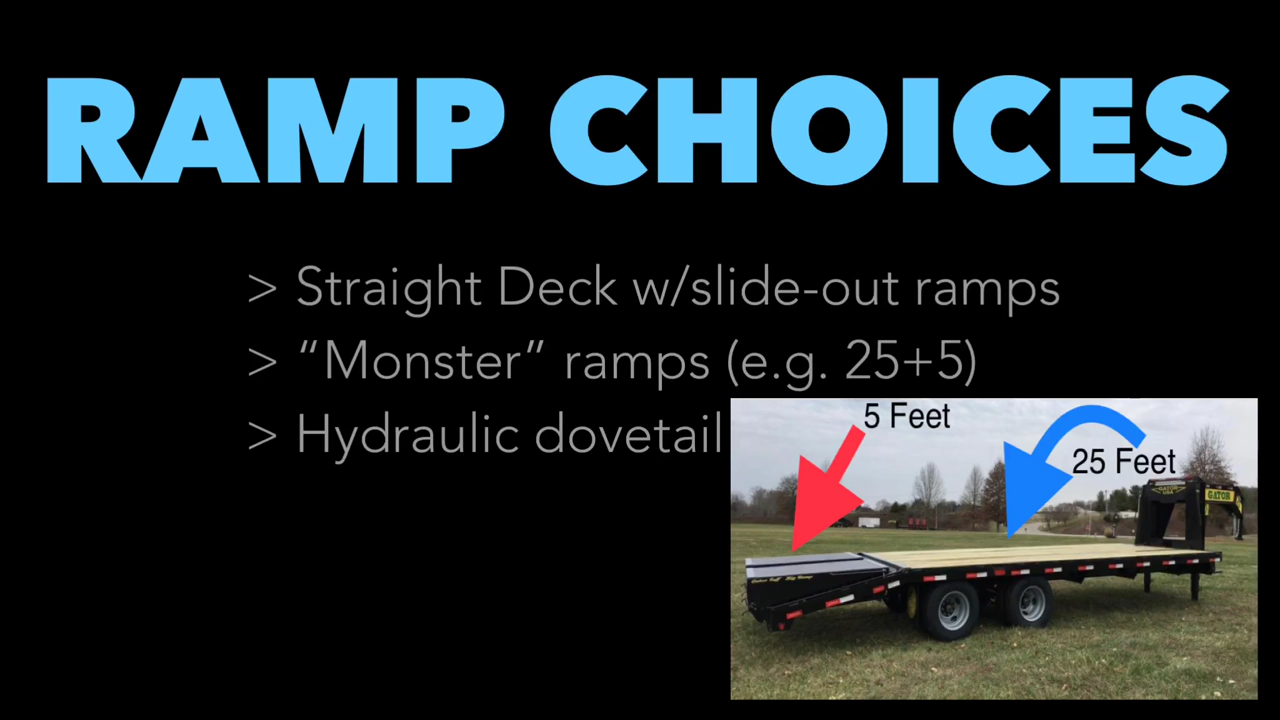 RAMP CHOICES
> Straight Deck w/slide-out ramps
> “Monster” ramps (e.g. 25+5)
> Hydraulic dovetail
5 Feet
25 Feet
GATOR